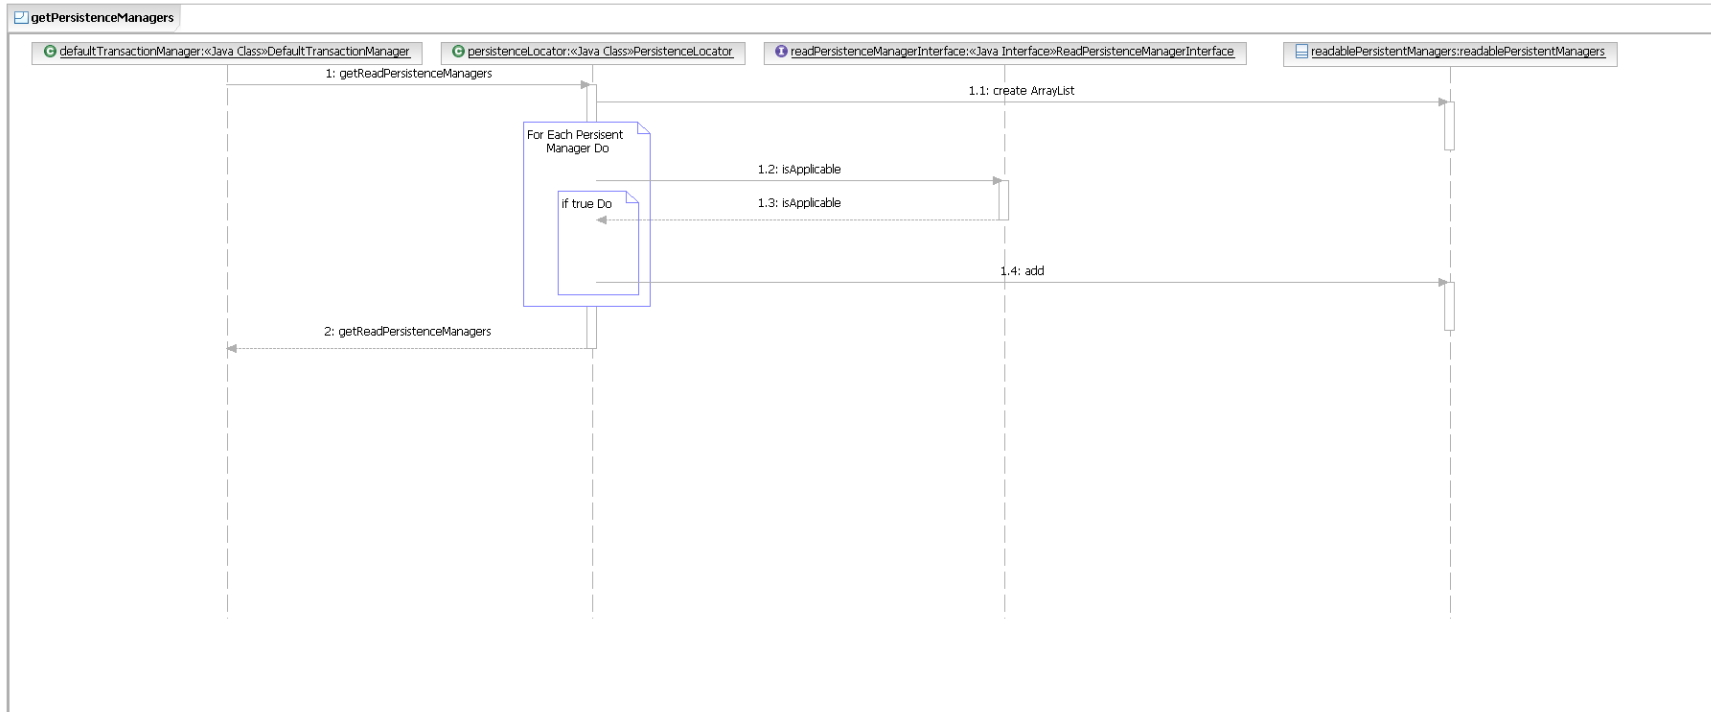 getPersistenceManagers
defaultTransactionManager:«Java Class»DefaultTransactionManager
persistenceLocator:«Java Class»PersistenceLocator
readPersistenceManagerInterface:«Java Interface»ReadPersistenceManagerInterface
readablePersistentManagers:readablePersistentManagers
1: getReadPersistenceManagers
1.1: create ArrayList
For Each Persisent
Manager Do
1.2: isApplicable
if true Do
1.3: isApplicable
1.4: add
2: getReadPersistenceManagers